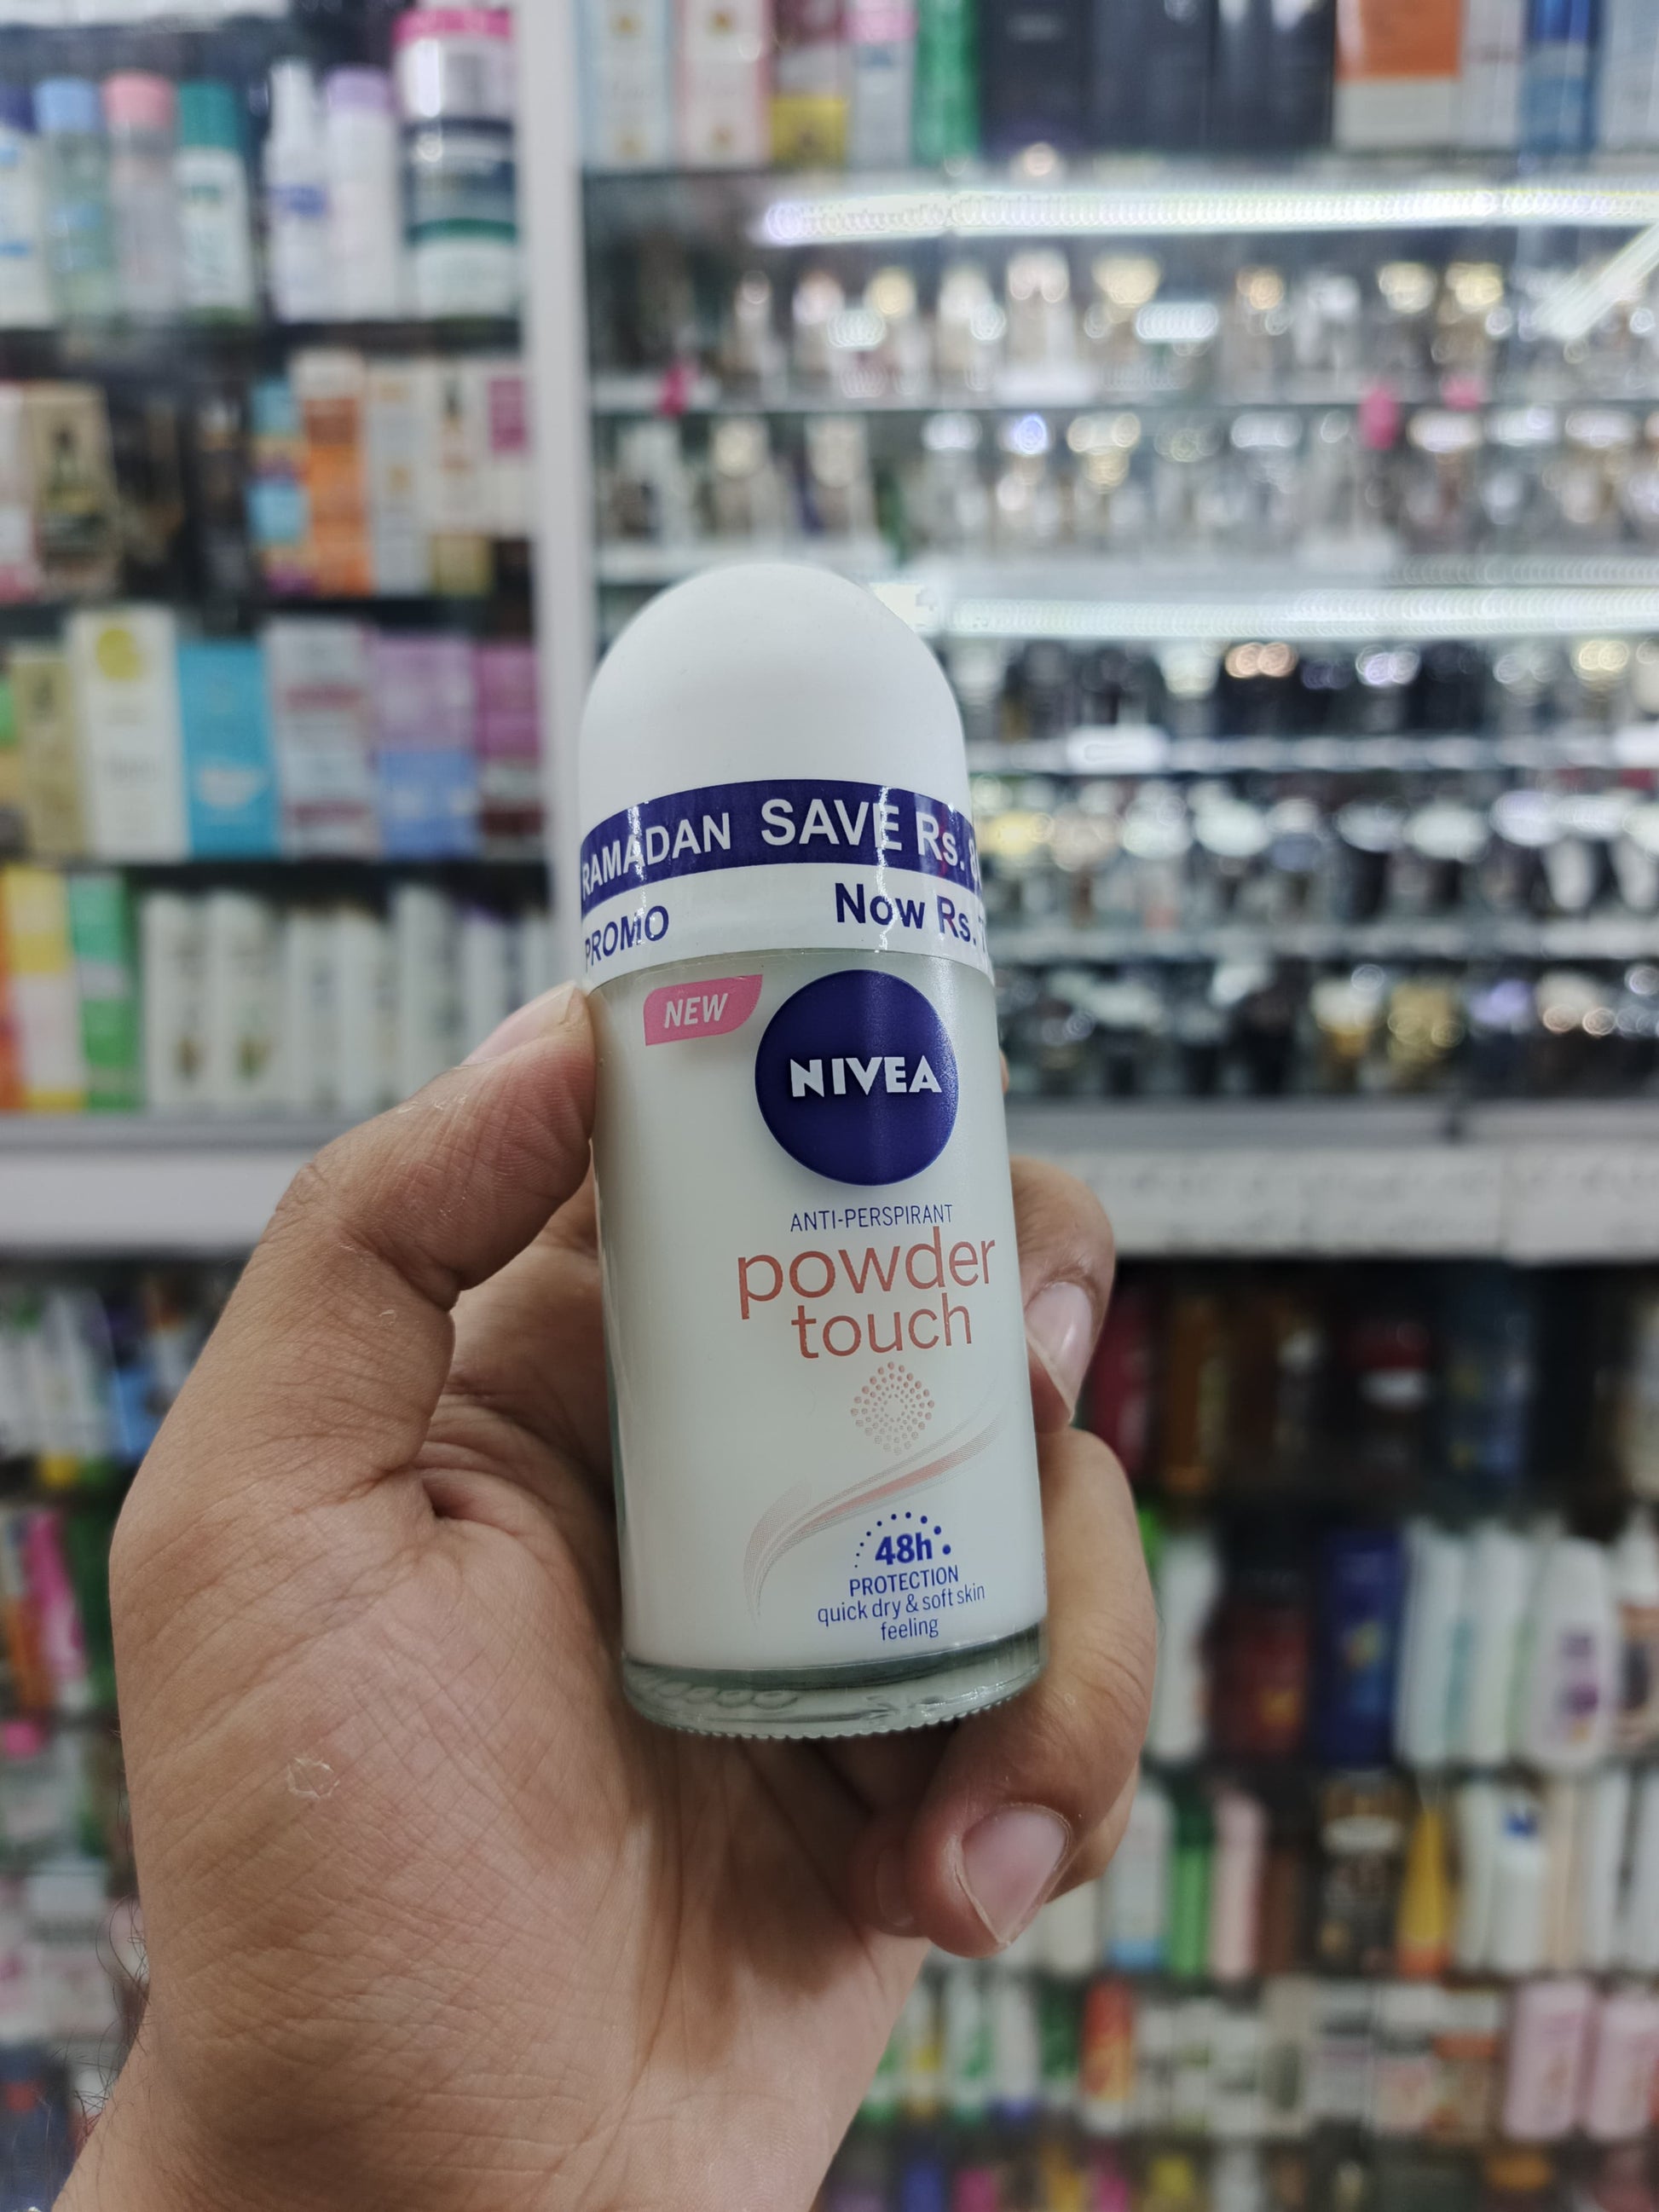 RAMADAN SAVE Rs.
PROMO Now Rs.
NEW
NIVEA
ANTI-PERSPIRANT
powder
touch
48h
PROTECTION
quick dry & soft skin
feeling